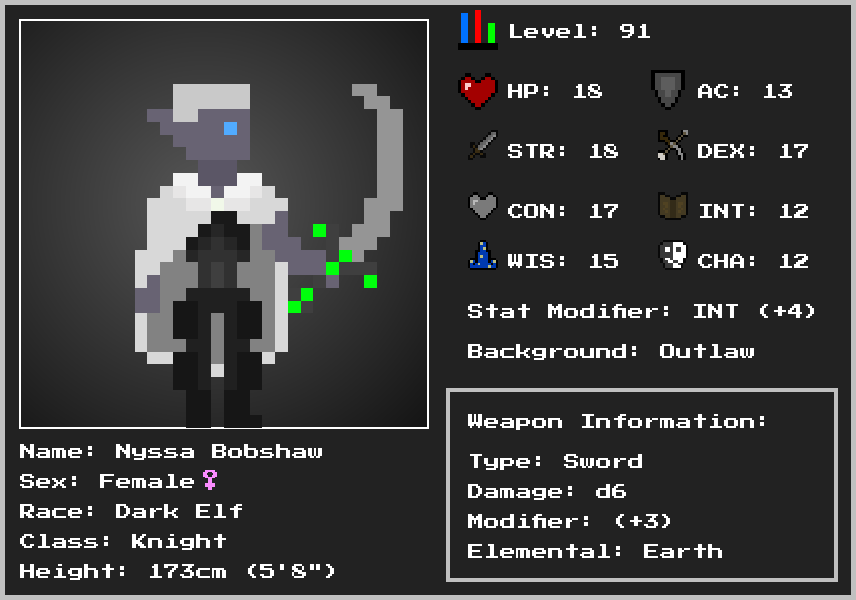 Level: 91
HP: 18
AC: 13
STR: 18
DEX: 17
CON: 17
INT: 12
WIS: 15
CHA: 12
Stat Modifier: INT (+4)
Background: Outlaw
Weapon Information:
Type: Sword
Damage: d6
Modifier: (+3)
Elemental: Earth
Name: Nyssa Bobshaw
Sex: Female♀
Race: Dark Elf
Class: Knight
Height: 173cm (5'8")